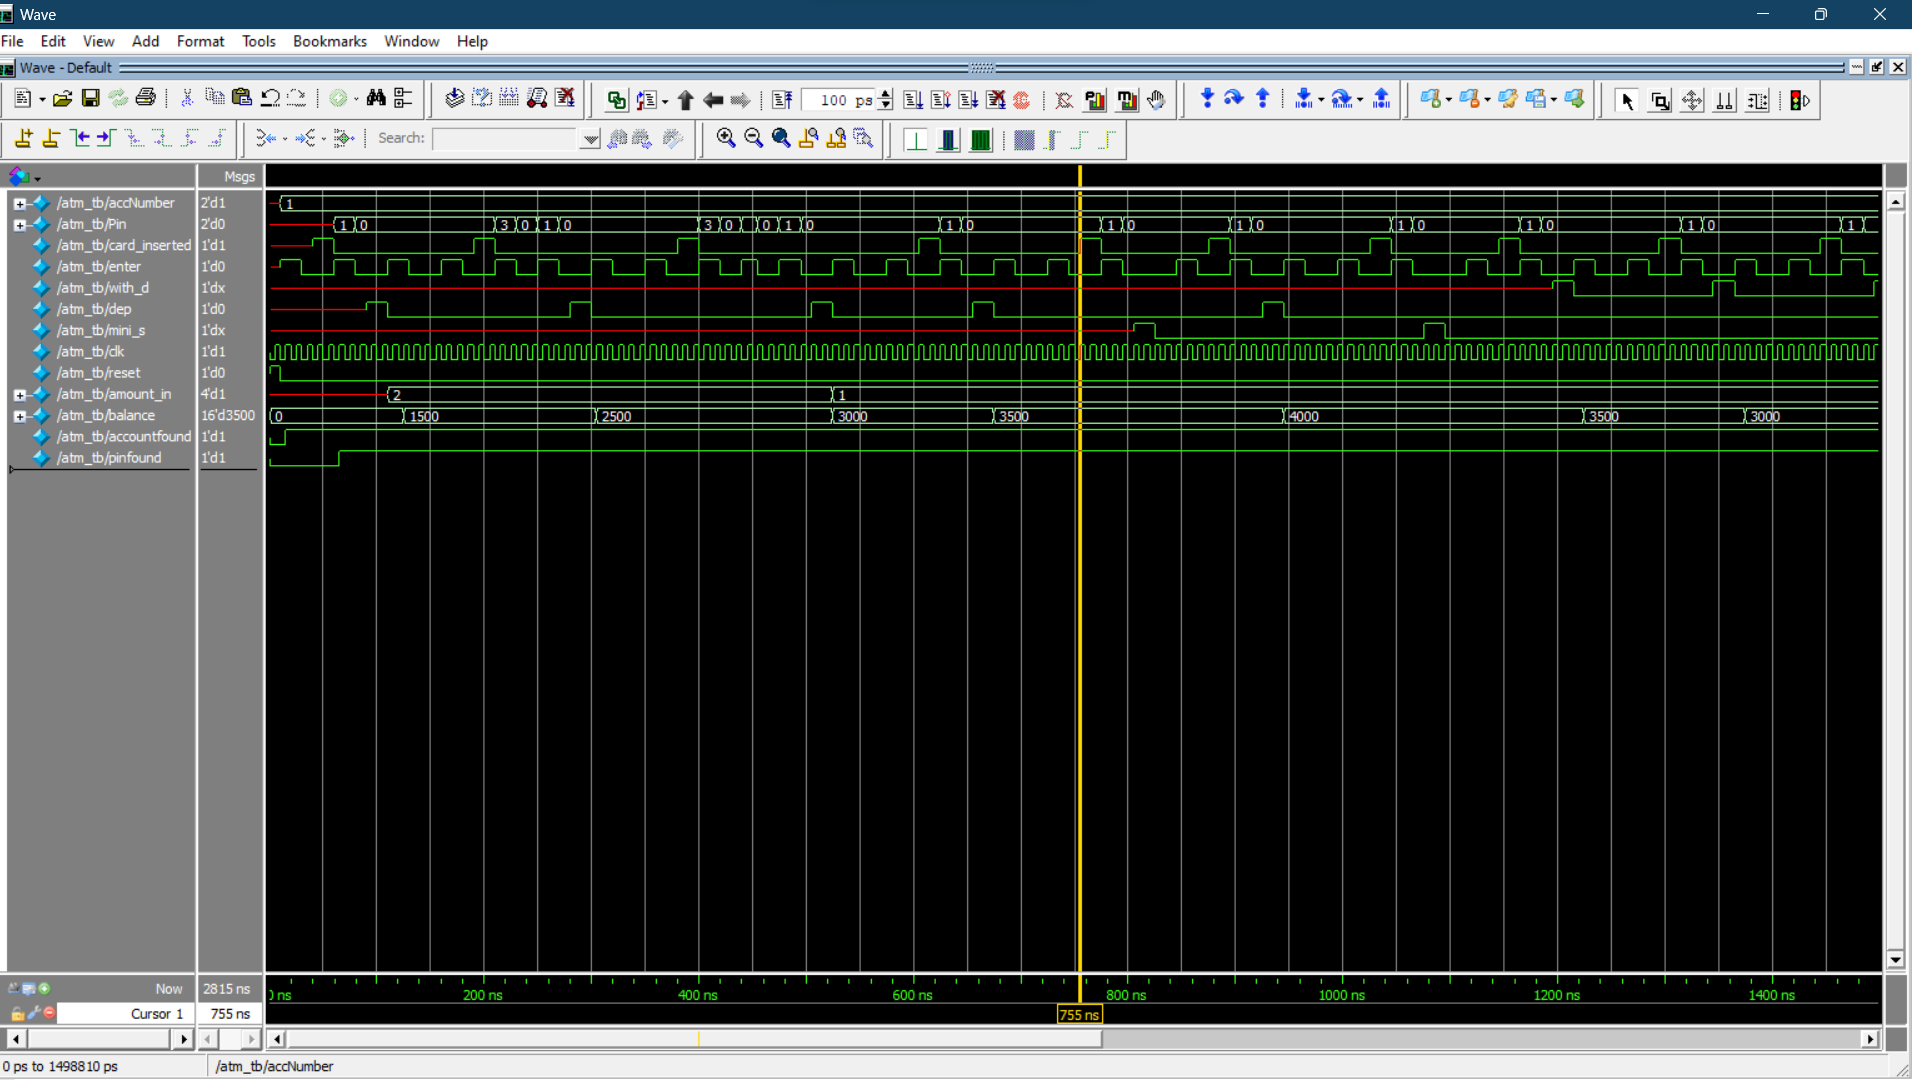 Wave
File Edit View Add Format Tools Bookmarks Window Help
Wave - Default
100 ps
Search:
Msgs
/atm_tb/accNumber 2'd1 1
/atm_tb/Pin 2'd0 1 0 3 0 1 0 3 0 0 1 0 1 0 1 0 1 0 1 0 1 0 1 0 1
/atm_tb/card_inserted 1'd1
/atm_tb/enter 1'd0
/atm_tb/with_d 1'dx
/atm_tb/dep 1'd0
/atm_tb/mini_s 1'dx
/atm_tb/clk 1'd1
/atm_tb/reset 1'd0
/atm_tb/amount_in 4'd1 2 1
/atm_tb/balance 16'd3500 0 1500 2500 3000 3500 4000 3500 3000
/atm_tb/accountfound 1'd1
/atm_tb/pinfound 1'd1
Now 2815 ns
ns 200 ns 400 ns 600 ns 800 ns 1000 ns 1200 ns 1400 ns
Cursor 1 755 ns 755 ns
0 ps to 1498810 ps /atm_tb/accNumber